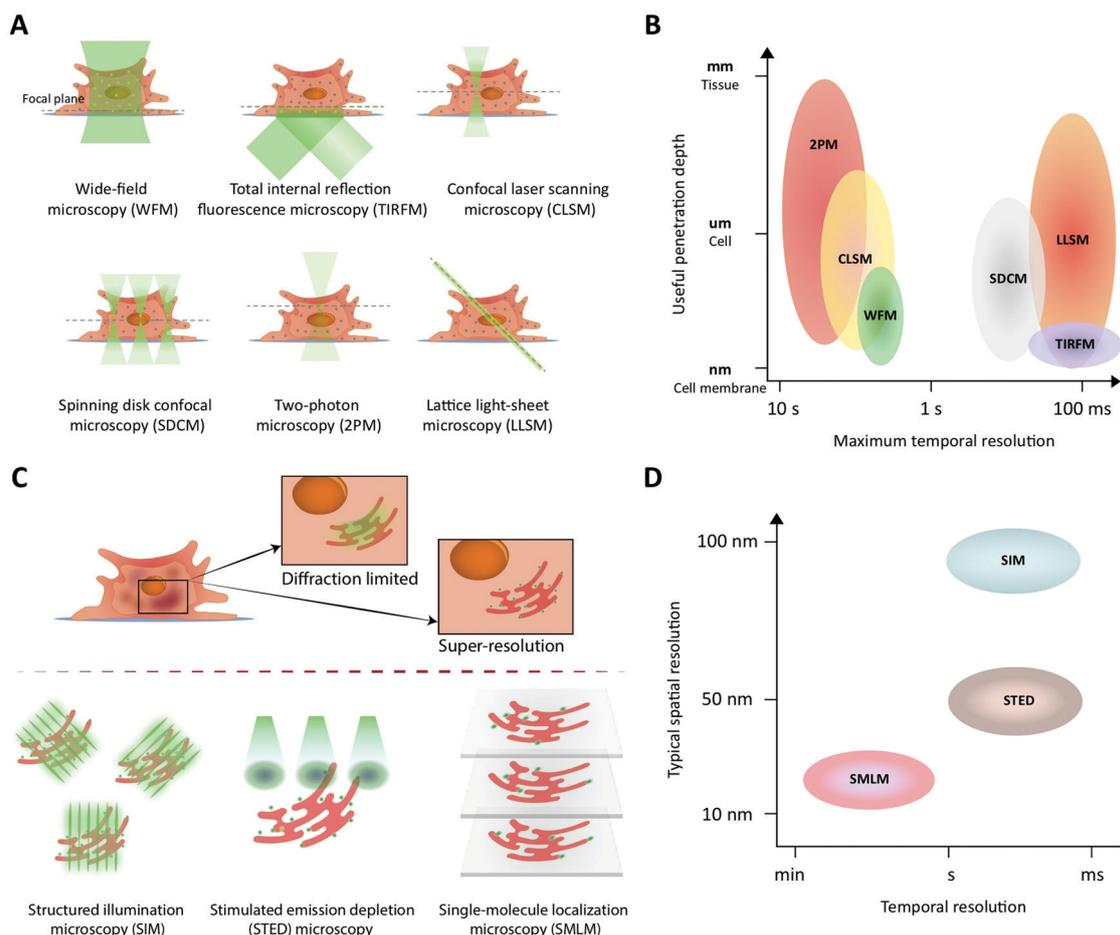 A
Focal plane
Wide-field
microscopy (WFM)
Total internal reflection
fluorescence microscopy (TIRFM)
Confocal laser scanning
microscopy (CLSM)
Spinning disk confocal
microscopy (SDCM)
Two-photon
microscopy (2PM)
Lattice light-sheet
microscopy (LLSM)
B
Useful penetration depth
mm
Tissue
um
Cell
nm
Cell membrane
2PM
CLSM
WFM
SDCM
LLSM
TIRFM
10 s
1 s
100 ms
Maximum temporal resolution
C
Diffraction limited
Super-resolution
Structured illumination
microscopy (SIM)
Stimulated emission depletion
(STED) microscopy
Single-molecule localization
microscopy (SMLM)
D
Typical spatial resolution
100 nm
50 nm
10 nm
SIM
STED
SMLM
min
s
ms
Temporal resolution